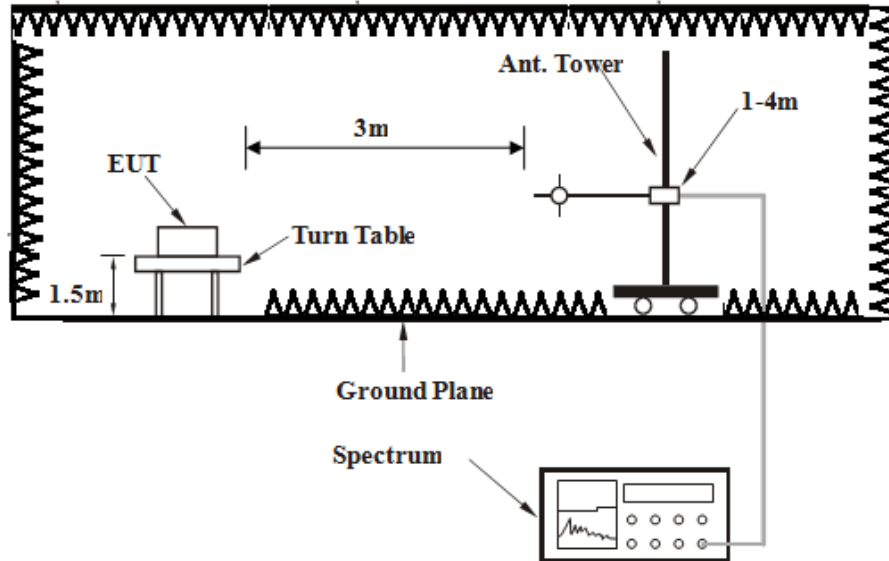 Ant. Tower
1-4m
3m
EUT
Turn Table
1.5m
Ground Plane
Spectrum